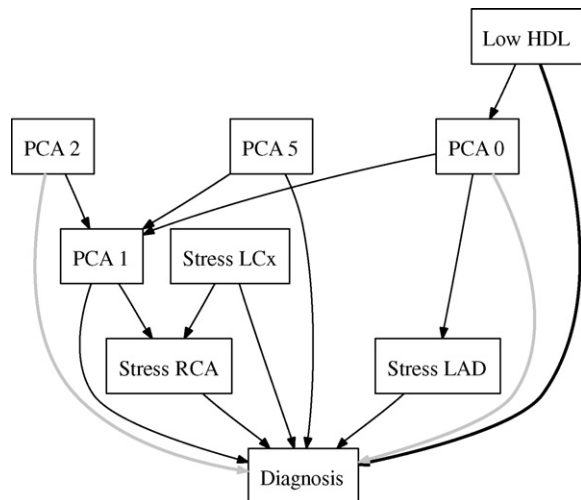 Low HDL
PCA 2
PCA 5
PCA 0
PCA 1
Stress LCx
Stress RCA
Stress LAD
Diagnosis